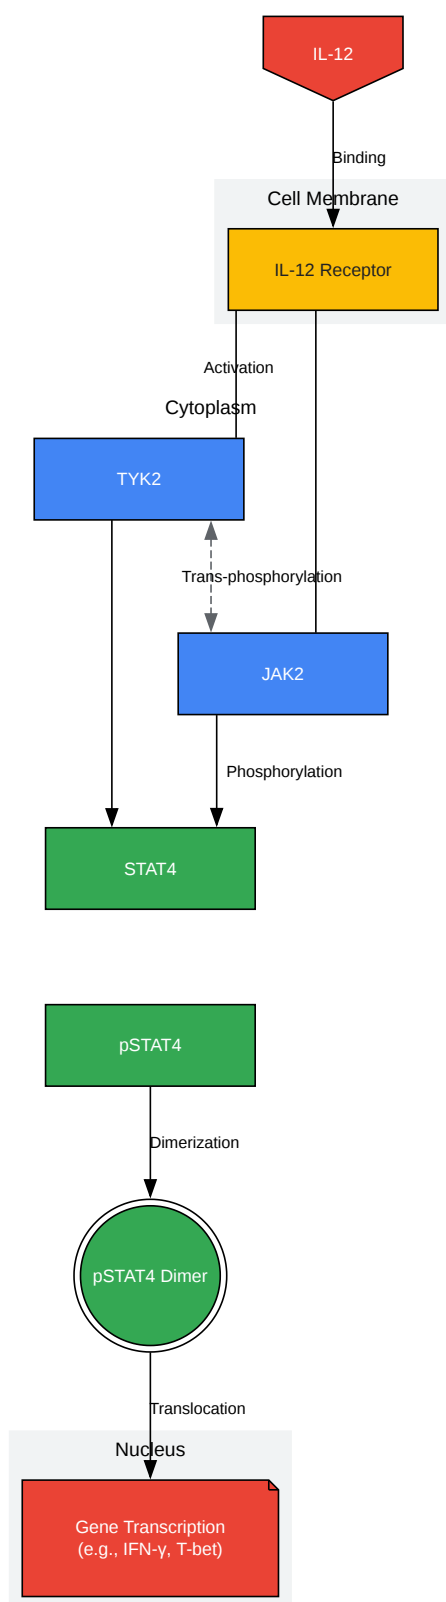 IL-12
Binding
Cell Membrane
IL-12 Receptor
Activation
Cytoplasm
TYK2
Trans-phosphorylation
JAK2
Phosphorylation
STAT4
pSTAT4
Dimerization
pSTAT4 Dimer
Translocation
Nucleus
Gene Transcription
(e.g., IFN-γ, T-bet)